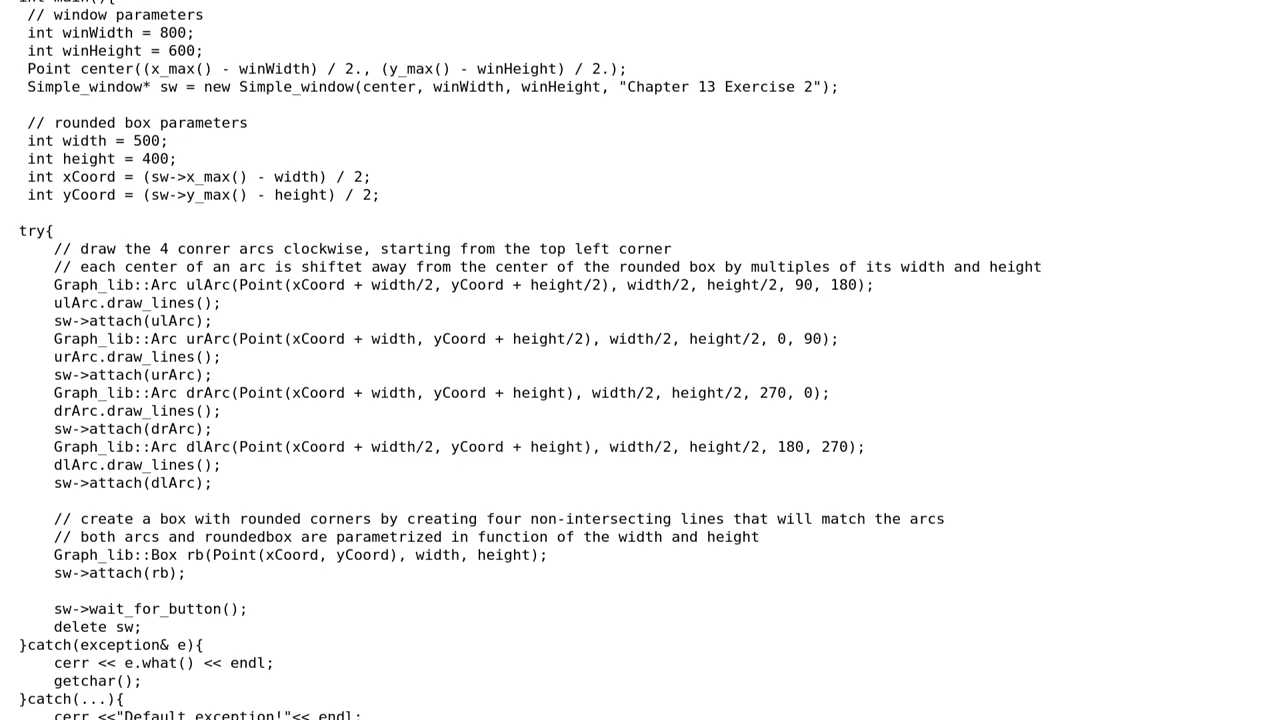 int main(){
// window parameters
int winWidth = 800;
int winHeight = 600;
Point center((x_max() - winWidth) / 2., (y_max() - winHeight) / 2.);
Simple_window* sw = new Simple_window(center, winWidth, winHeight, "Chapter 13 Exercise 2");
// rounded box parameters
int width = 500;
int height = 400;
int xCoord = (sw->x_max() - width) / 2;
int yCoord = (sw->y_max() - height) / 2;
try{
// draw the 4 conrer arcs clockwise, starting from the top left corner
// each center of an arc is shiftet away from the center of the rounded box by multiples of its width and height
Graph_lib::Arc ulArc(Point(xCoord + width/2, yCoord + height/2), width/2, height/2, 90, 180);
ulArc.draw_lines();
sw->attach(ulArc);
Graph_lib::Arc urArc(Point(xCoord + width, yCoord + height/2), width/2, height/2, 0, 90);
urArc.draw_lines();
sw->attach(urArc);
Graph_lib::Arc drArc(Point(xCoord + width, yCoord + height), width/2, height/2, 270, 0);
drArc.draw_lines();
sw->attach(drArc);
Graph_lib::Arc dlArc(Point(xCoord + width/2, yCoord + height), width/2, height/2, 180, 270);
dlArc.draw_lines();
sw->attach(dlArc);
// create a box with rounded corners by creating four non-intersecting lines that will match the arcs
// both arcs and roundedbox are parametrized in function of the width and height
Graph_lib::Box rb(Point(xCoord, yCoord), width, height);
sw->attach(rb);
sw->wait_for_button();
delete sw;
}catch(exception& e){
cerr << e.what() << endl;
getchar();
}catch(...){
cerr <<"Default exception!"<< endl;